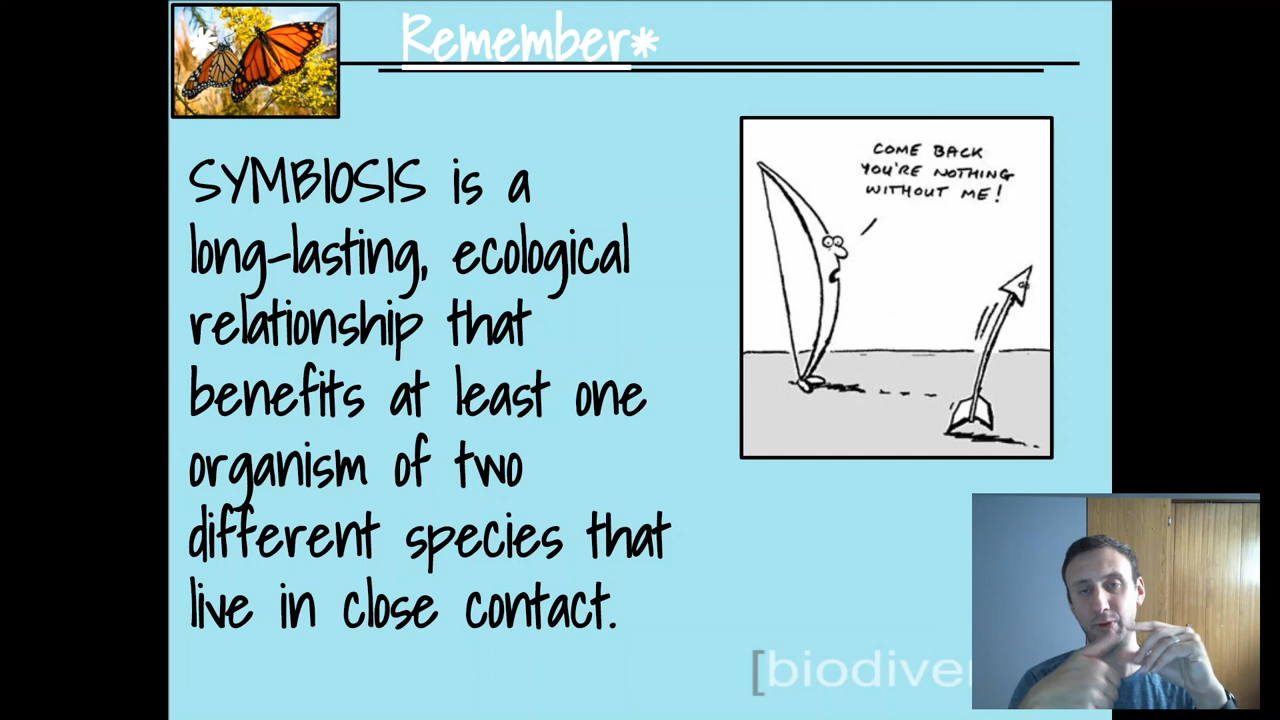 Remember*
SYMBIOSIS is a
long-lasting, ecological
relationship that
benefits at least one
organism of two
different species that
live in close contact.
COME BACK
YOU'RE NOTHING
WITHOUT ME!
[biodiver